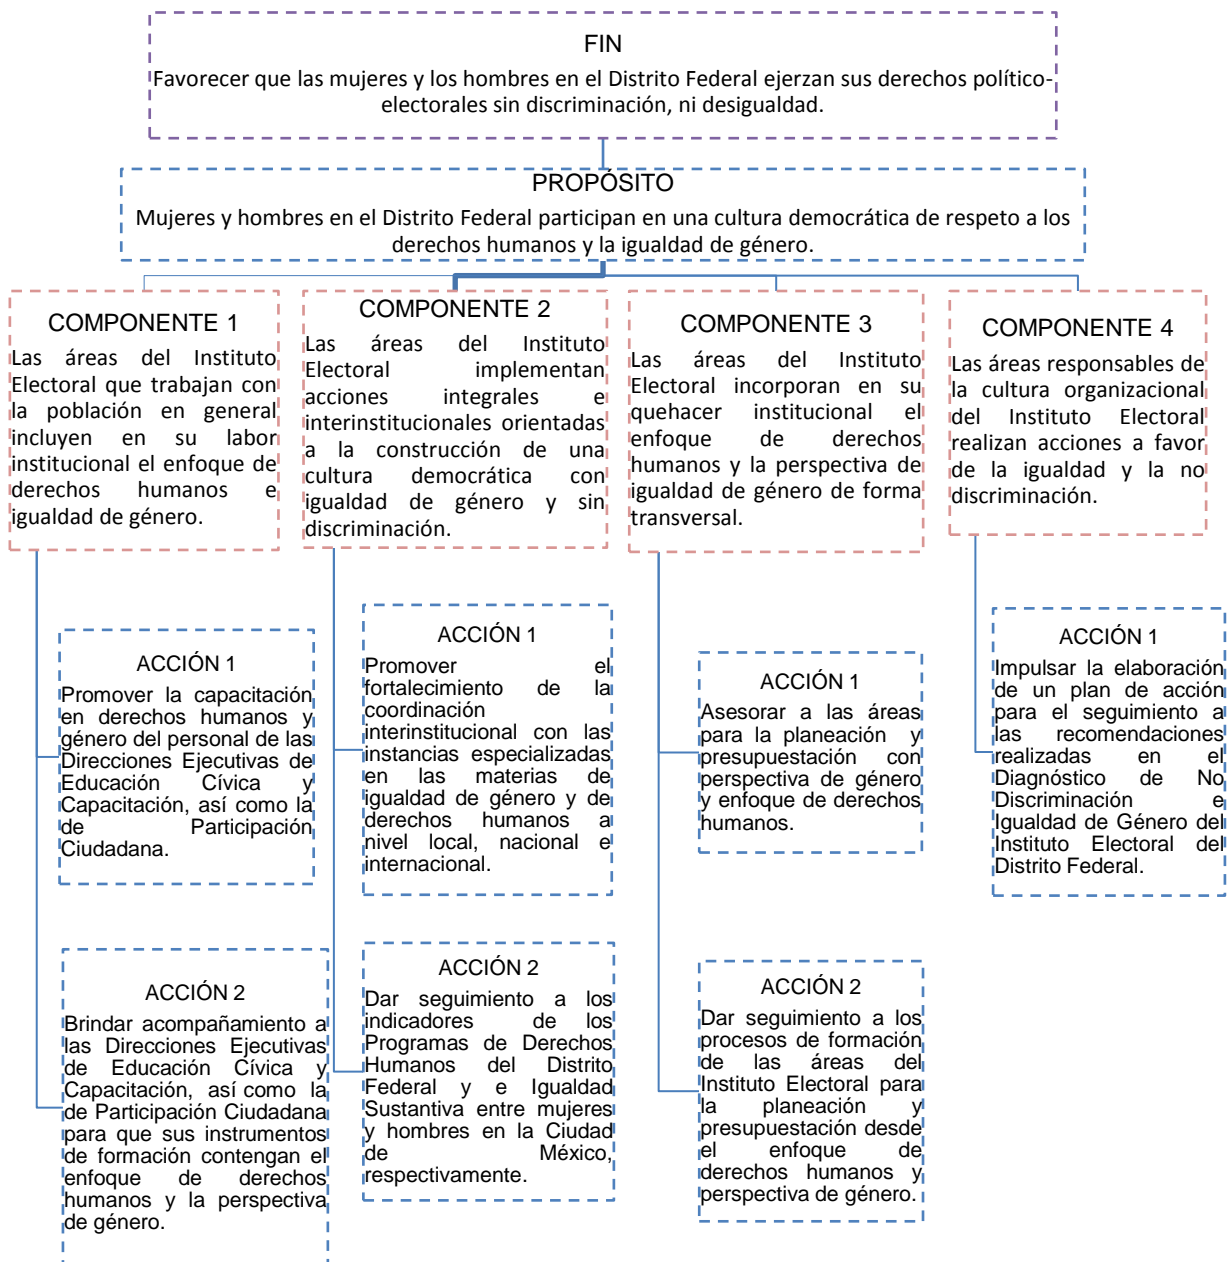 FIN
Favorecer que las mujeres y los hombres en el Distrito Federal ejerzan sus derechos político-
electorales sin discriminación, ni desigualdad.
PROPÓSITO
Mujeres y hombres en el Distrito Federal participan en una cultura democrática de respeto a los
derechos humanos y la igualdad de género.
COMPONENTE 1
Las áreas del Instituto
Electoral que trabajan con
la población en general
incluyen en su labor
institucional el enfoque de
derechos humanos e
igualdad de género.
COMPONENTE 2
Las áreas del Instituto
Electoral implementan
acciones integrales e
interinstitucionales orientadas
a la construcción de una
cultura democrática con
igualdad de género y sin
discriminación.
COMPONENTE 3
Las áreas del Instituto
Electoral incorporan en su
quehacer institucional el
enfoque de derechos
humanos y la perspectiva de
igualdad de género de forma
transversal.
COMPONENTE 4
Las áreas responsables de
la cultura organizacional
del Instituto Electoral
realizan acciones a favor
de la igualdad y la no
discriminación.
ACCIÓN 1
Promover la capacitación
en derechos humanos y
género del personal de las
Direcciones Ejecutivas de
Educación Cívica y
Capacitación, así como la
de Participación
Ciudadana.
ACCIÓN 2
Brindar acompañamiento a
las Direcciones Ejecutivas
de Educación Cívica y
Capacitación, así como la
de Participación Ciudadana
para que sus instrumentos
de formación contengan el
enfoque de derechos
humanos y la perspectiva
de género.
ACCIÓN 1
Promover el
fortalecimiento de la
coordinación
interinstitucional con las
instancias especializadas
en las materias de
igualdad de género y de
derechos humanos a
nivel local, nacional e
internacional.
ACCIÓN 2
Dar seguimiento a los
indicadores de los
Programas de Derechos
Humanos del Distrito
Federal y e Igualdad
Sustantiva entre mujeres
y hombres en la Ciudad
de México,
respectivamente.
ACCIÓN 1
Asesorar a las áreas
para la planeación y
presupuestación con
perspectiva de género
y enfoque de derechos
humanos.
ACCIÓN 2
Dar seguimiento a los
procesos de formación
de las áreas del
Instituto Electoral para
la planeación y
presupuestación desde
el enfoque de
derechos humanos y
perspectiva de género.
ACCIÓN 1
Impulsar la elaboración
de un plan de acción
para el seguimiento a
las recomendaciones
realizadas en el
Diagnóstico de No
Discriminación e
Igualdad de Género del
Instituto Electoral del
Distrito Federal.